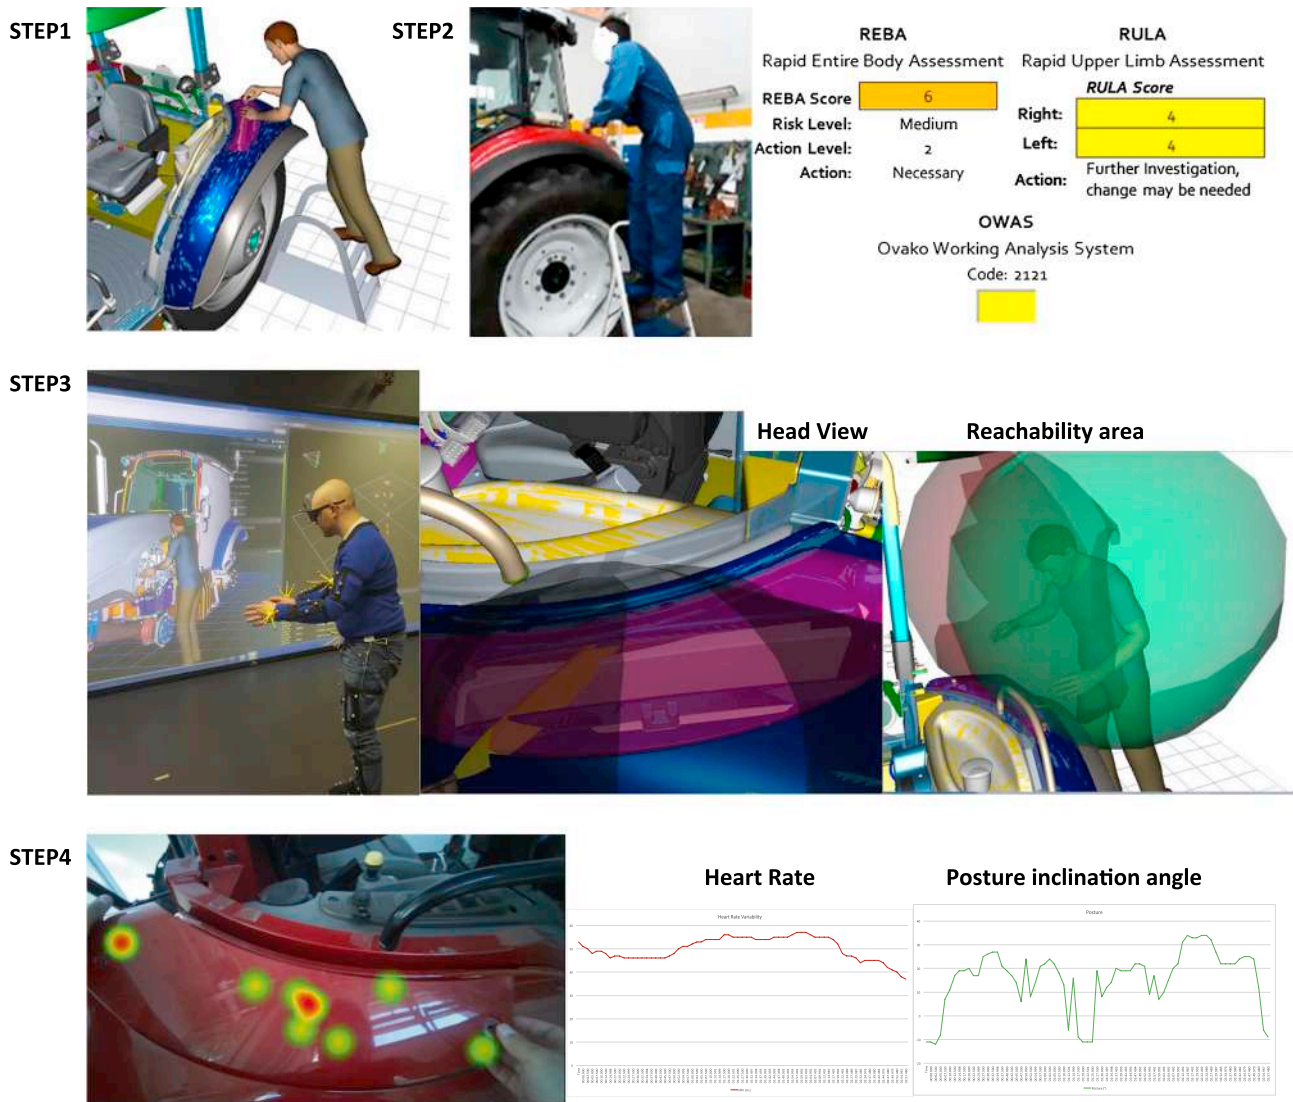 STEP1
STEP2
REBA
Rapid Entire Body Assessment
REBA Score 6
Risk Level: Medium
Action Level: 2
Action: Necessary
RULA
Rapid Upper Limb Assessment
RULA Score
Right: 4
Left: 4
Action: Further Investigation,
change may be needed
OWAS
Ovako Working Analysis System
Code: 2121
STEP3
Head View
Reachability area
STEP4
Heart Rate
Heart Rate Variability
Posture inclination angle
Posture